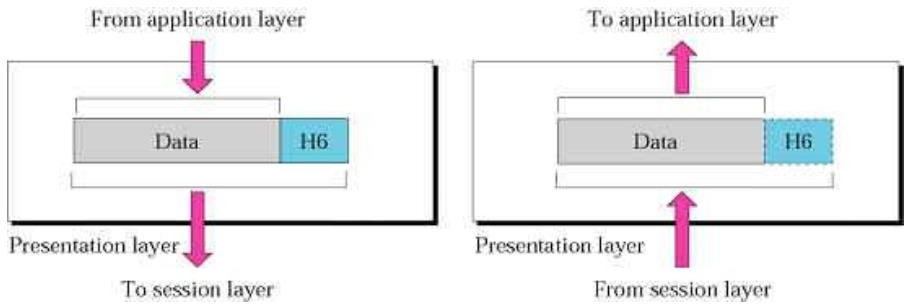 From application layer
Data
H6
Presentation layer
To session layer
To application layer
Data
H6
Presentation layer
From session layer